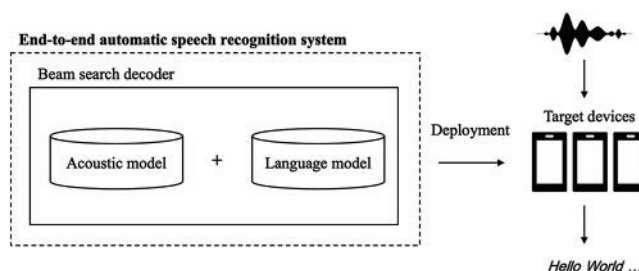 End-to-end automatic speech recognition system
Beam search decoder
Acoustic model
+
Language model
Deployment
Target devices
Hello World ...